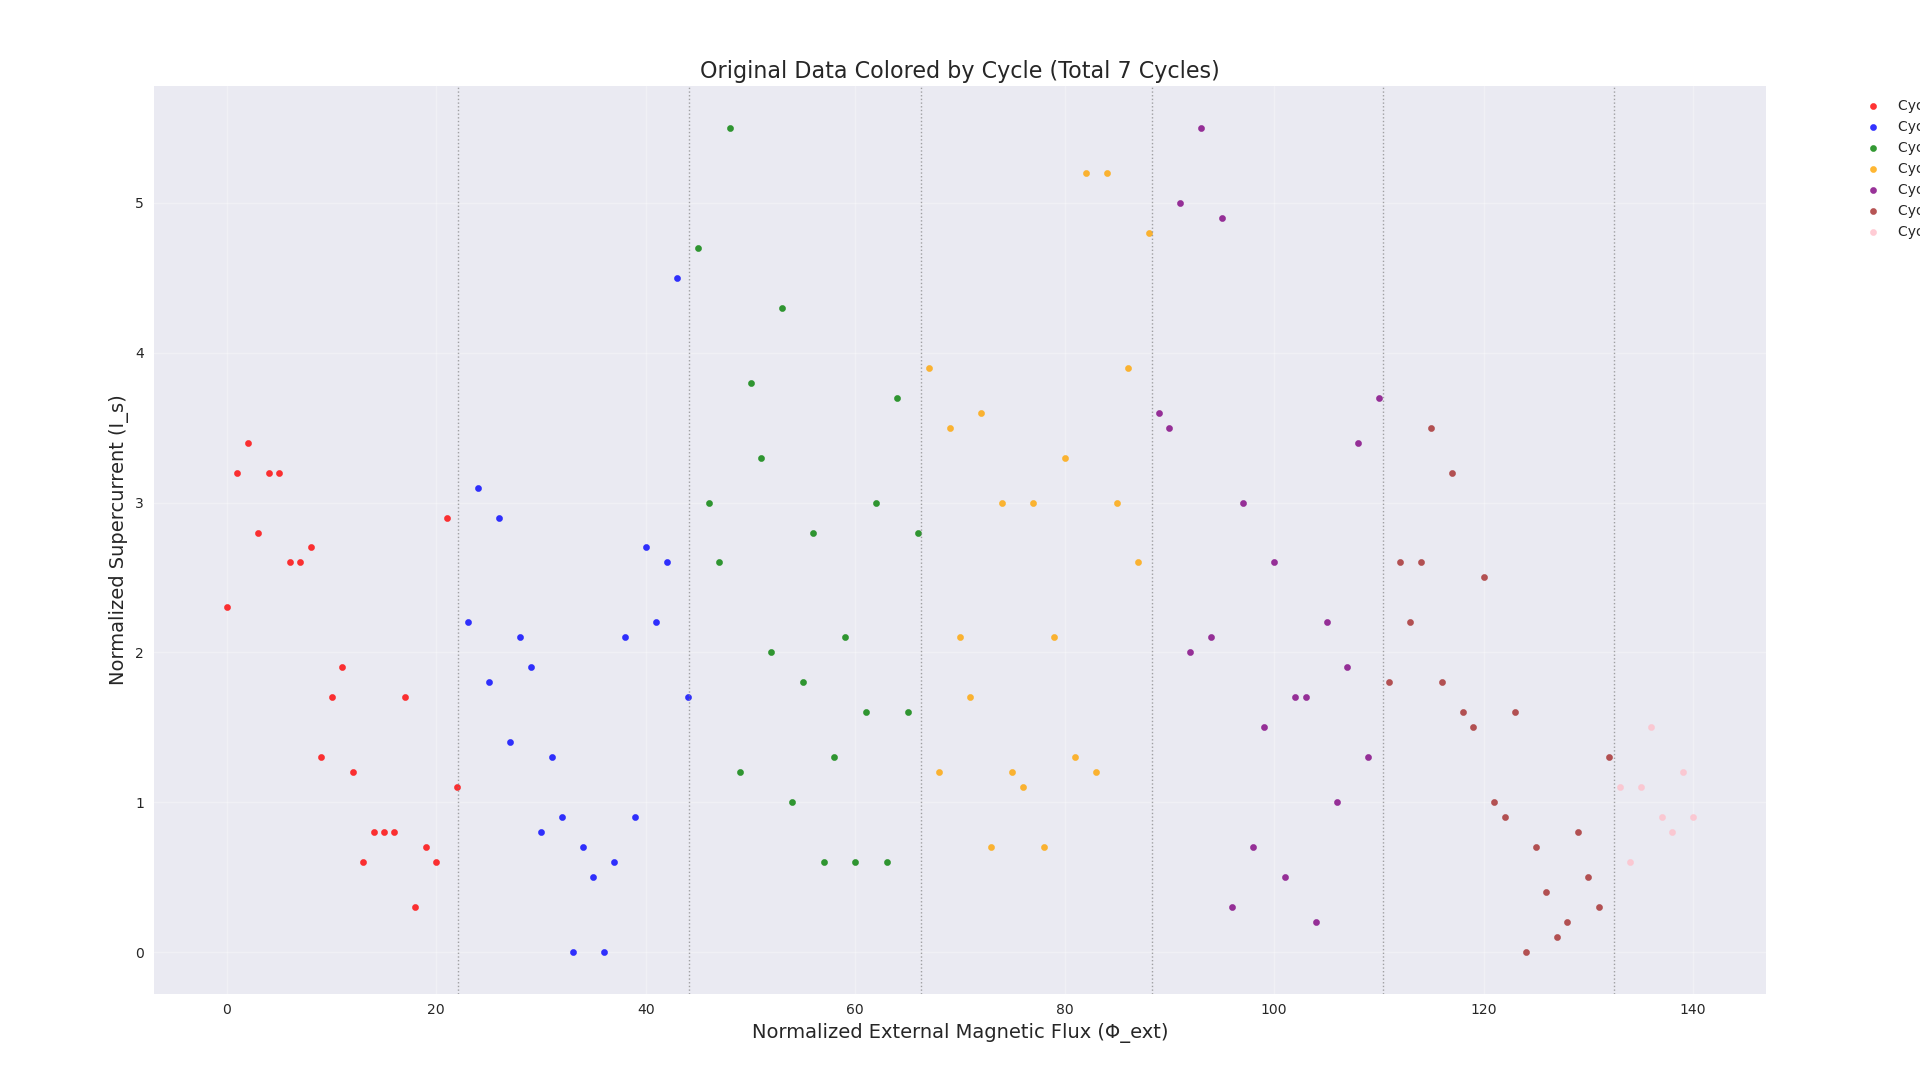 Original Data Colored by Cycle (Total 7 Cycles)
Cyc
Cyc
Cyc
Cyc
Cyc
Cyc
Cyc
Normalized Supercurrent (I_s)
5
4
3
2
1
0
0 20 40 60 80 100 120 140
Normalized External Magnetic Flux (Φ_ext)